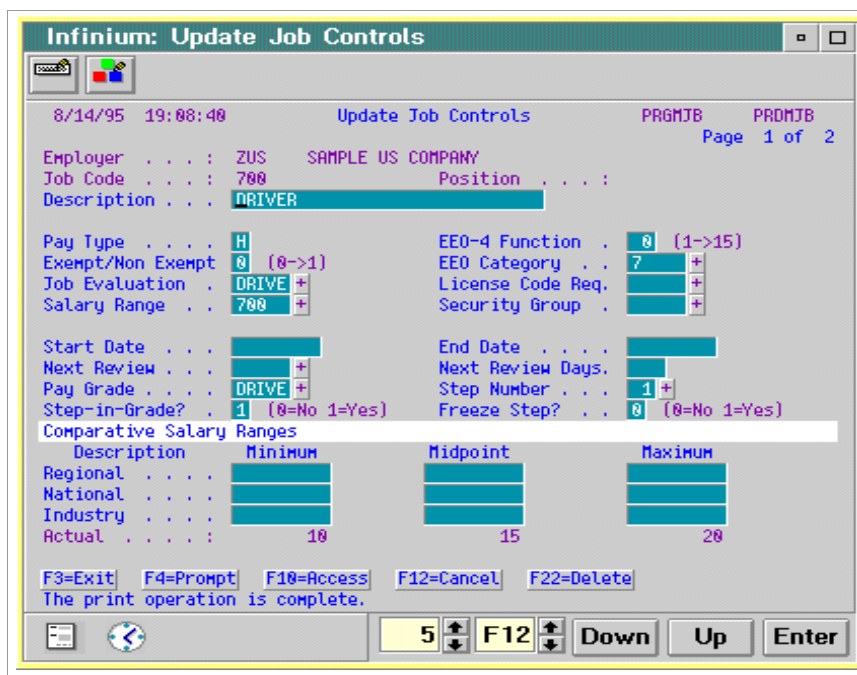 Infinium: Update Job Controls
8/14/95 19:08:40 Update Job Controls PRGMJB PRDMJB
Page 1 of 2
Employer . . . : ZUS SAMPLE US COMPANY
Job Code . . . : 700 Position . . . :
Description . . . DRIVER
Pay Type . . . . H EEO-4 Function . 0 (1->15)
Exempt/Non Exempt 0 (0->1) EEO Category . . 7 +
Job Evaluation . DRIVE + License Code Req. +
Salary Range . . 700 + Security Group . +
Start Date . . . End Date . . . .
Next Review . . . + Next Review Days.
Pay Grade . . . . DRIVE + Step Number . . . 1 +
Step-in-Grade? . 1 (0=No 1=Yes) Freeze Step? . . 0 (0=No 1=Yes)
Comparative Salary Ranges
Description Minimum Midpoint Maximum
Regional . . . .
National . . . .
Industry . . . .
Actual . . . . : 10 15 20
F3=Exit F4=Prompt F10=Access F12=Cancel F22=Delete
The print operation is complete.
5 F12 Down Up Enter